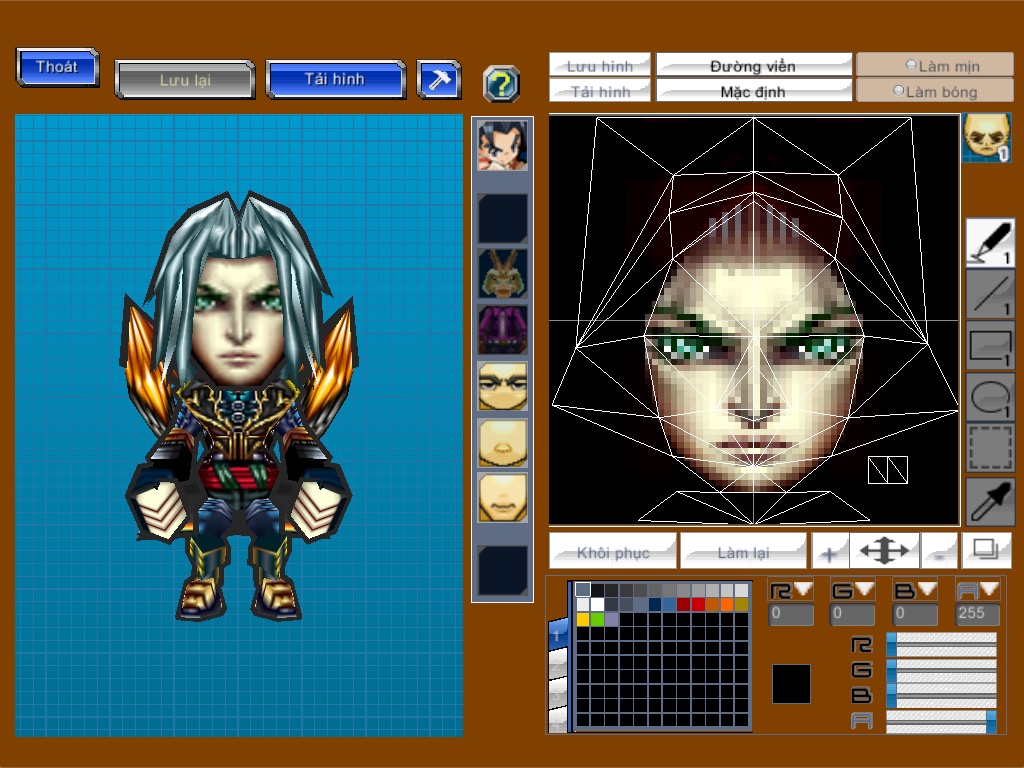 Thoát
Lưu lại
Tải hình
?
Lưu hình
Đường viền
Làm mịn
Tải hình
Mặc định
Làm bóng
1
1
1
1
1
Khôi phục
Làm lại
+
-
R G B A
0 0 0 255
1
R
G
B
A